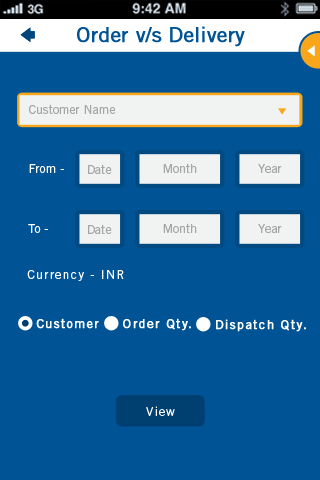 3G 9:42 AM
Order v/s Delivery
Customer Name
From - Date Month Year
To - Date Month Year
Currency - INR
Customer Order Qty. Dispatch Qty.
View